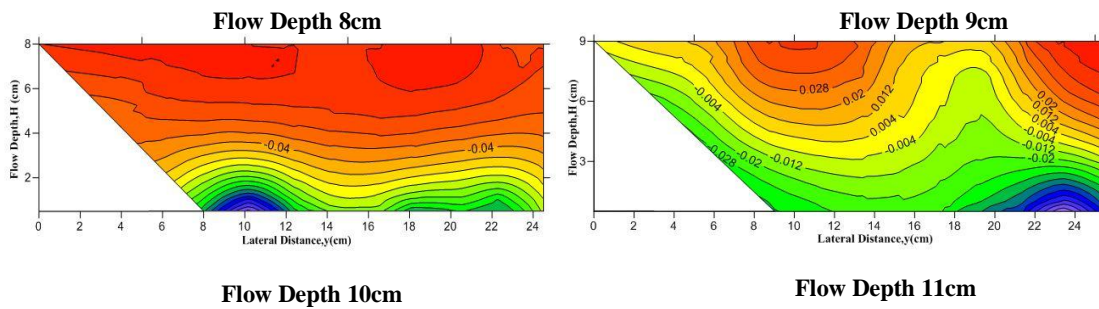 Flow Depth 8cm
8
6
4
2
Flow Depth,H (cm)
-0.04
-0.04
0 2 4 6 8 10 12 14 16 18 20 22 24
Lateral Distance,y(cm)
Flow Depth 9cm
9
6
3
Flow Depth,H (cm)
-0.004
-0.028
-0.02
-0.012
0.028
0.02
0.012
0.004
-0.004
0.02
0.012
0.004
-0.004
-0.012
-0.02
0 2 4 6 8 10 12 14 16 18 20 22 24
Lateral Distance,y(cm)
Flow Depth 10cm
Flow Depth 11cm